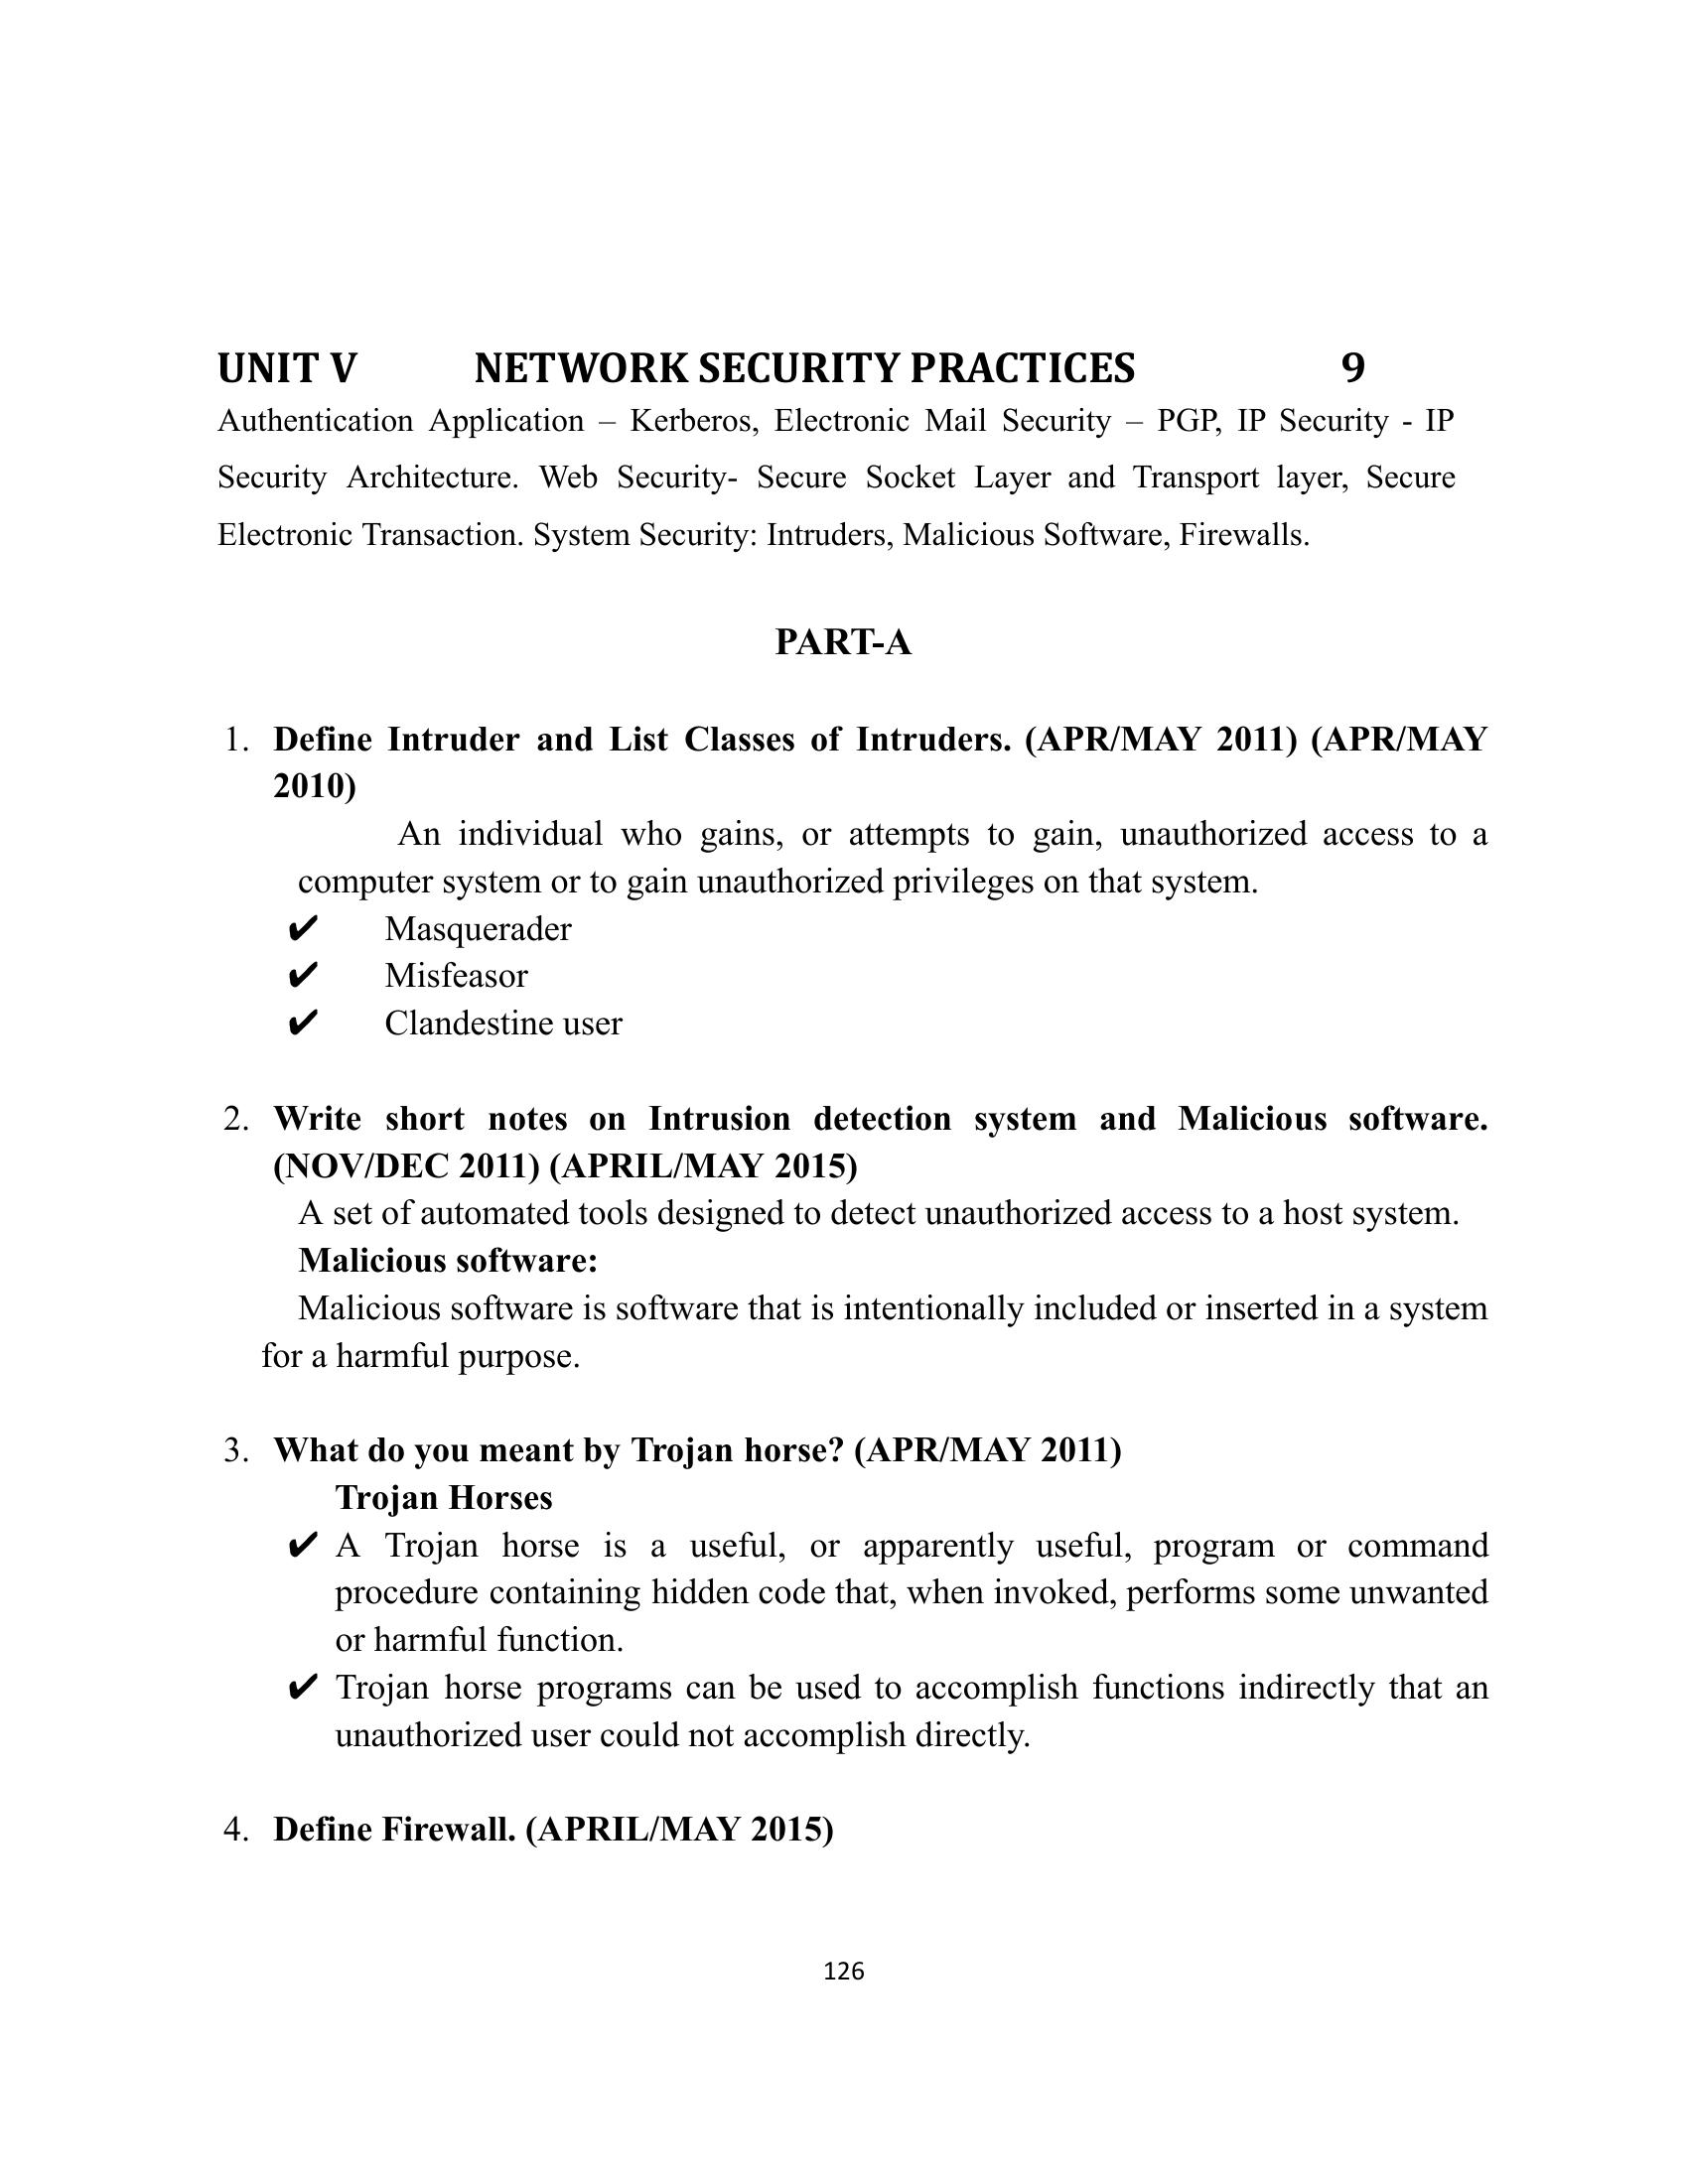 UNIT V NETWORK SECURITY PRACTICES 9
Authentication Application – Kerberos, Electronic Mail Security – PGP, IP Security - IP
Security Architecture. Web Security- Secure Socket Layer and Transport layer, Secure
Electronic Transaction. System Security: Intruders, Malicious Software, Firewalls.
PART-A
1. Define Intruder and List Classes of Intruders. (APR/MAY 2011) (APR/MAY
2010)
An individual who gains, or attempts to gain, unauthorized access to a
computer system or to gain unauthorized privileges on that system.
✔ Masquerader
✔ Misfeasor
✔ Clandestine user
2. Write short notes on Intrusion detection system and Malicious software.
(NOV/DEC 2011) (APRIL/MAY 2015)
A set of automated tools designed to detect unauthorized access to a host system.
Malicious software:
Malicious software is software that is intentionally included or inserted in a system
for a harmful purpose.
3. What do you meant by Trojan horse? (APR/MAY 2011)
Trojan Horses
✔ A Trojan horse is a useful, or apparently useful, program or command
procedure containing hidden code that, when invoked, performs some unwanted
or harmful function.
✔ Trojan horse programs can be used to accomplish functions indirectly that an
unauthorized user could not accomplish directly.
4. Define Firewall. (APRIL/MAY 2015)
126